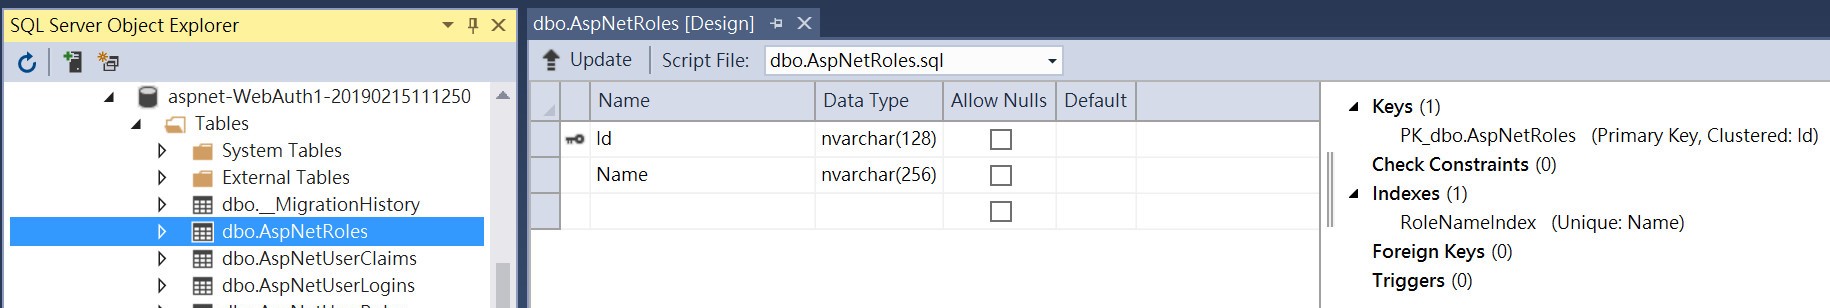 SQL Server Object Explorer
aspnet-WebAuth1-20190215111250
Tables
System Tables
External Tables
dbo.__MigrationHistory
dbo.AspNetRoles
dbo.AspNetUserClaims
dbo.AspNetUserLogins
dbo.AspNetRoles [Design]
Update Script File: dbo.AspNetRoles.sql
Name Data Type Allow Nulls Default
Id nvarchar(128)
Name nvarchar(256)
Keys (1)
PK_dbo.AspNetRoles (Primary Key, Clustered: Id)
Check Constraints (0)
Indexes (1)
RoleNameIndex (Unique: Name)
Foreign Keys (0)
Triggers (0)